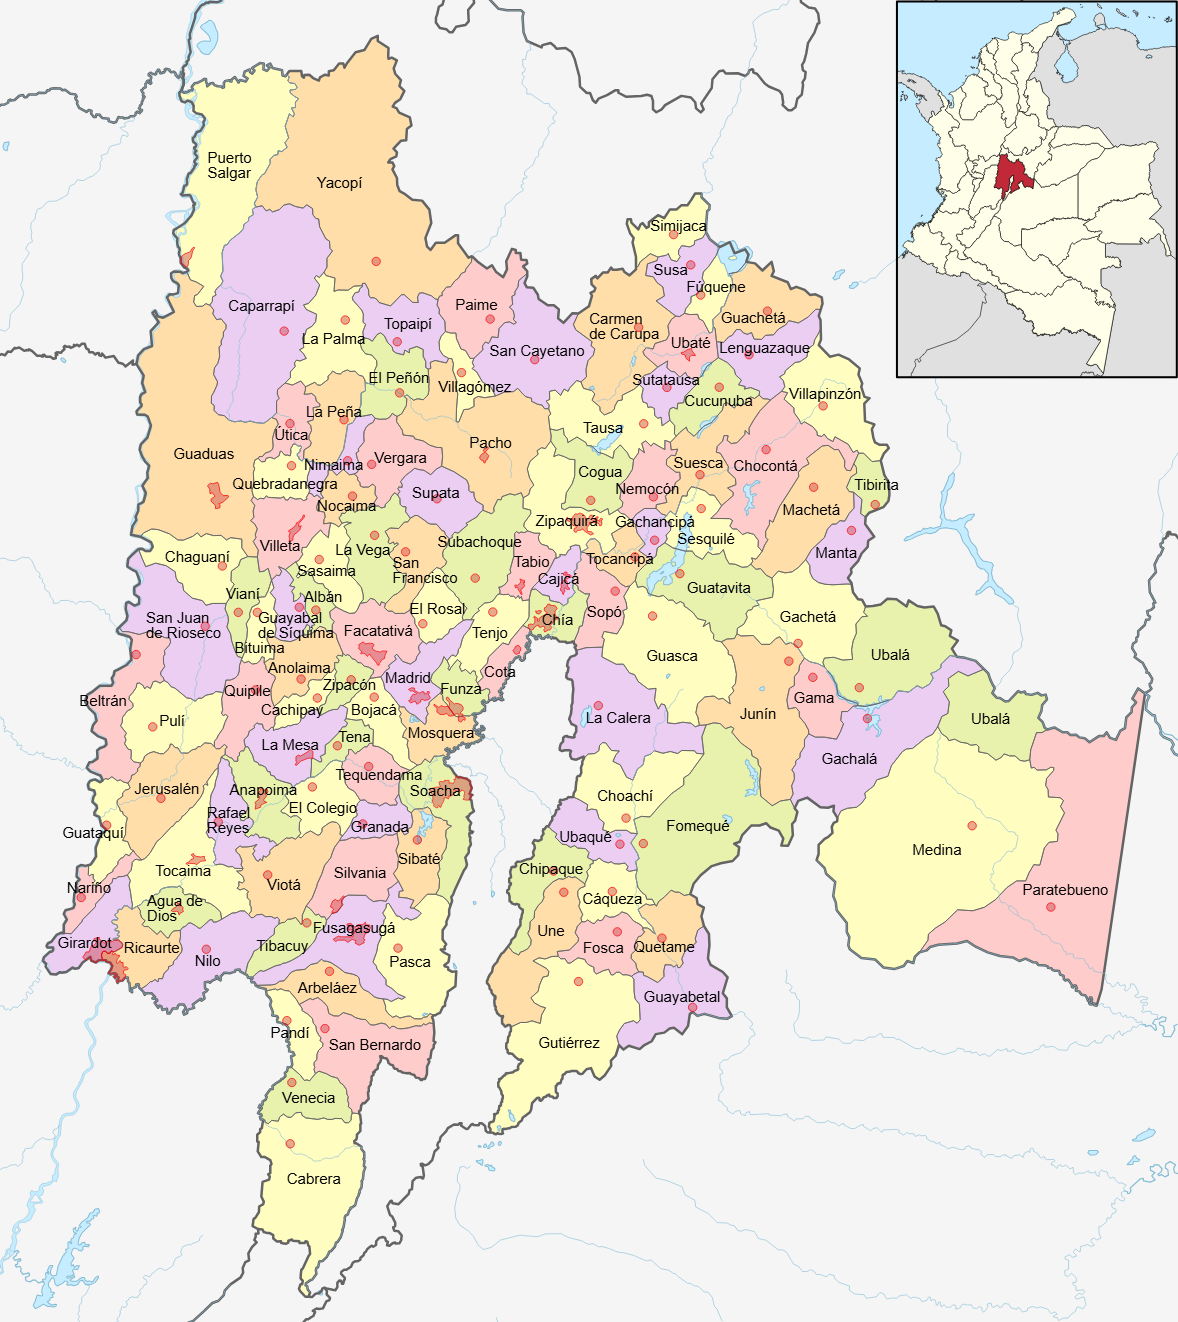 Puerto
Salgar
Yacopí
Simijaca
Susa
Fúquene
Caparrapí
Paime
Guachetá
Carmen
de Carupa
Topaipí
La Palma
Ubaté
Lenguazaque
San Cayetano
El Peñón
Villagómez
Sutatausa
Cucunuba
Villapinzón
La Peña
Tausa
Útica
Pacho
Guaduas
Nimaima
Vergara
Suesca
Chocontá
Cogua
Quebradanegra
Supata
Nemocón
Tibirita
Nocaima
Machetá
Zipaquirá
Gachancipá
Sesquilé
Villeta
La Vega
Subachoque
Manta
Chaguaní
San
Francisco
Tabio
Tocancipá
Sasaima
Cajicá
Guatavita
Vianí
Albán
San Juan
de Rioseco
Guayabal
de Síquima
El Rosal
Chía
Sopó
Gachetá
Facatativá
Tenjo
Bituima
Guasca
Ubalá
Anolaima
Cota
Madrid
Zipacón
Quipile
Funza
Gama
Beltrán
Cachipay
Bojacá
Pulí
La Calera
Junín
Ubalá
Tena
Mosquera
La Mesa
Gachalá
Tequendama
Jerusalén
Anapoima
Soacha
Choachí
El Colegio
Rafael
Reyes
Granada
Guataquí
Ubaqué
Fomequé
Medina
Sibaté
Tocaima
Silvania
Chipaque
Viotá
Nariño
Paratebueno
Agua de
Dios
Cáqueza
Fusagasugá
Une
Girardot
Ricaurte
Tibacuy
Fosca
Quetame
Nilo
Pasca
Arbeláez
Guayabetal
Pandí
San Bernardo
Gutiérrez
Venecia
Cabrera